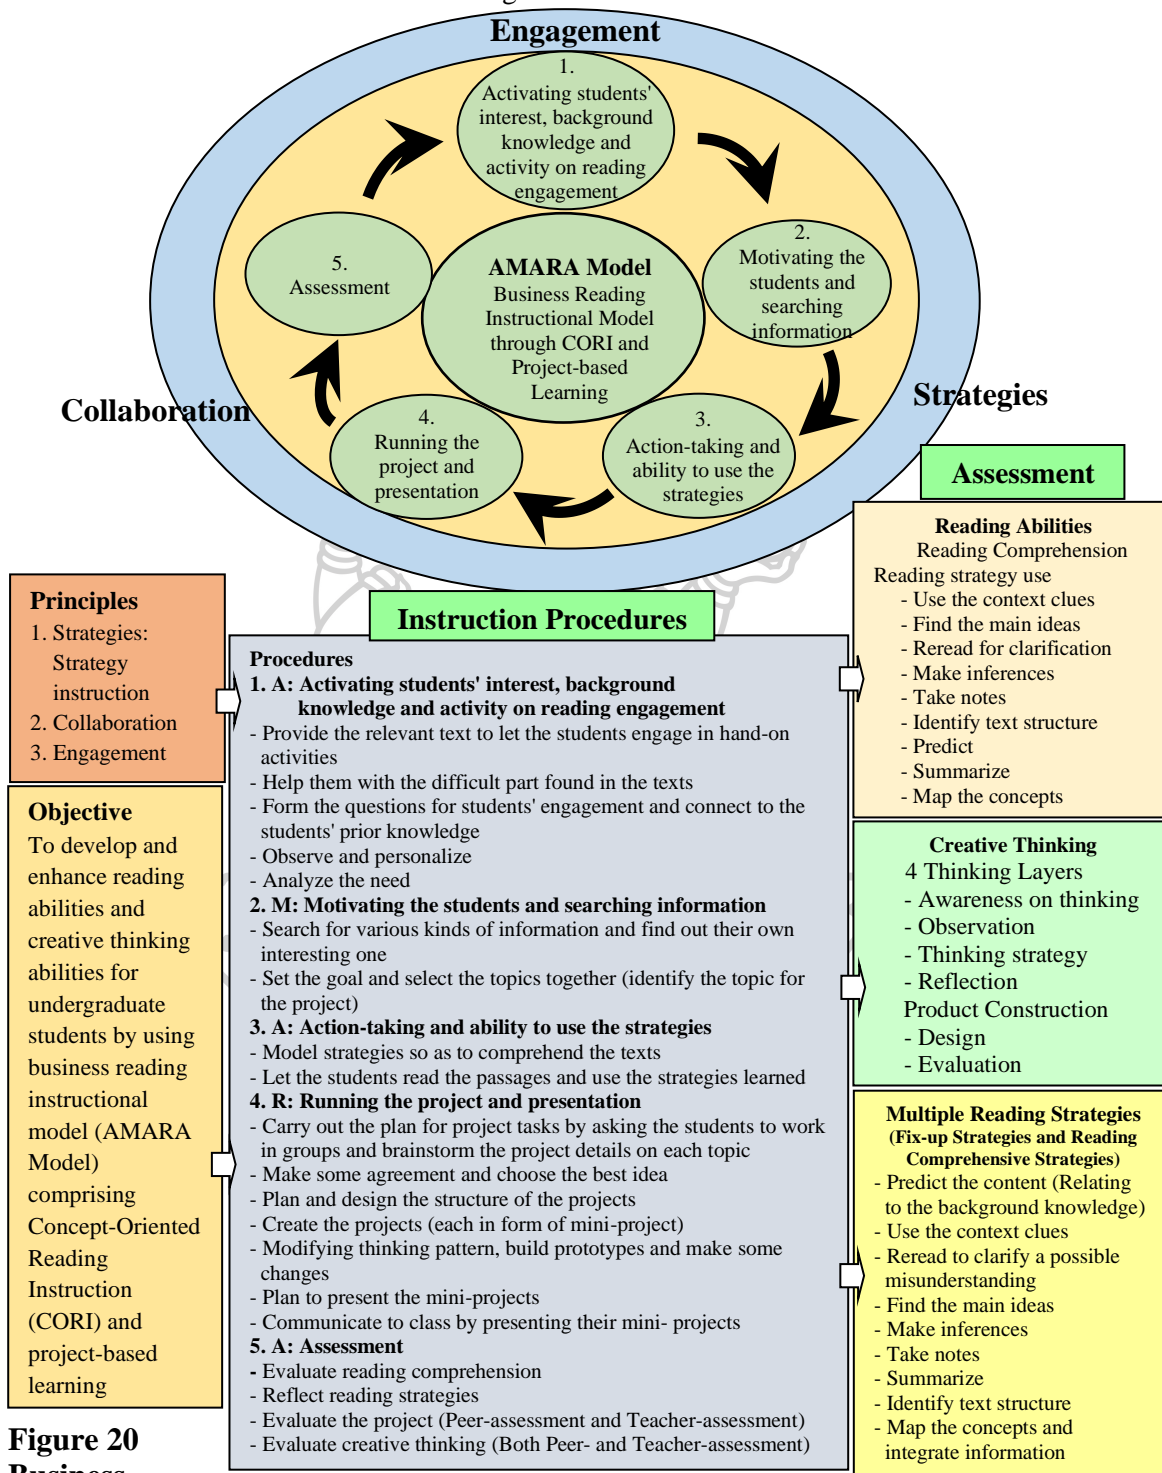 Engagement
1.
Activating students'
interest, background
knowledge and
activity on reading
engagement
2.
Motivating the
students and
searching
information
5.
Assessment
AMARA Model
Business Reading
Instructional Model
through CORI and
Project-based
Learning
Collaboration
Strategies
4.
Running the
project and
presentation
3.
Action-taking and
ability to use the
strategies
Assessment
Reading Abilities
Reading Comprehension
Reading strategy use
- Use the context clues
- Find the main ideas
- Reread for clarification
- Make inferences
- Take notes
- Identify text structure
- Predict
- Summarize
- Map the concepts
Principles
1. Strategies:
Strategy
instruction
2. Collaboration
3. Engagement
Objective
To develop and
enhance reading
abilities and
creative thinking
abilities for
undergraduate
students by using
business reading
instructional
model (AMARA
Model)
comprising
Concept-Oriented
Reading
Instruction
(CORI) and
project-based
learning
Instruction Procedures
Procedures
1. A: Activating students' interest, background
knowledge and activity on reading engagement
- Provide the relevant text to let the students engage in hand-on
activities
- Help them with the difficult part found in the texts
- Form the questions for students' engagement and connect to the
students' prior knowledge
- Observe and personalize
- Analyze the need
2. M: Motivating the students and searching information
- Search for various kinds of information and find out their own
interesting one
- Set the goal and select the topics together (identify the topic for
the project)
3. A: Action-taking and ability to use the strategies
- Model strategies so as to comprehend the texts
- Let the students read the passages and use the strategies learned
4. R: Running the project and presentation
- Carry out the plan for project tasks by asking the students to work
in groups and brainstorm the project details on each topic
- Make some agreement and choose the best idea
- Plan and design the structure of the projects
- Create the projects (each in form of mini-project)
- Modifying thinking pattern, build prototypes and make some
changes
- Plan to present the mini-projects
- Communicate to class by presenting their mini- projects
5. A: Assessment
- Evaluate reading comprehension
- Reflect reading strategies
- Evaluate the project (Peer-assessment and Teacher-assessment)
- Evaluate creative thinking (Both Peer- and Teacher-assessment)
Creative Thinking
4 Thinking Layers
- Awareness on thinking
- Observation
- Thinking strategy
- Reflection
Product Construction
- Design
- Evaluation
Multiple Reading Strategies
(Fix-up Strategies and Reading
Comprehensive Strategies)
- Predict the content (Relating
to the background knowledge)
- Use the context clues
- Reread to clarify a possible
misunderstanding
- Find the main ideas
- Make inferences
- Take notes
- Summarize
- Identify text structure
- Map the concepts and
integrate information
Figure 20
Business